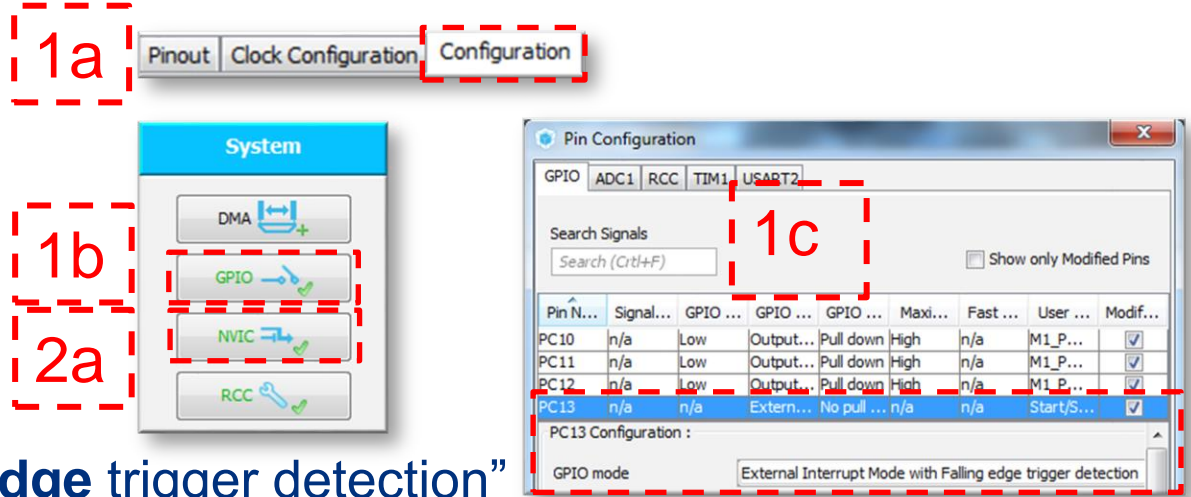 1a
Pinout Clock Configuration Configuration
System
DMA
1b
GPIO
2a
NVIC
RCC
Pin Configuration
GPIO ADC1 RCC TIM1 USART2
1c
Search Signals
Search (Crtl+F)
Show only Modified Pins
Pin N... Signal... GPIO ... GPIO ... GPIO ... Maxi... Fast ... User ... Modif...
PC10 n/a Low Output... Pull down High n/a M1_P...
PC11 n/a Low Output... Pull down High n/a M1_P...
PC12 n/a Low Output... Pull down High n/a M1_P...
PC13 n/a n/a Extern... No pull ... n/a n/a Start/S...
PC13 Configuration :
GPIO mode External Interrupt Mode with Falling edge trigger detection
dge trigger detection”